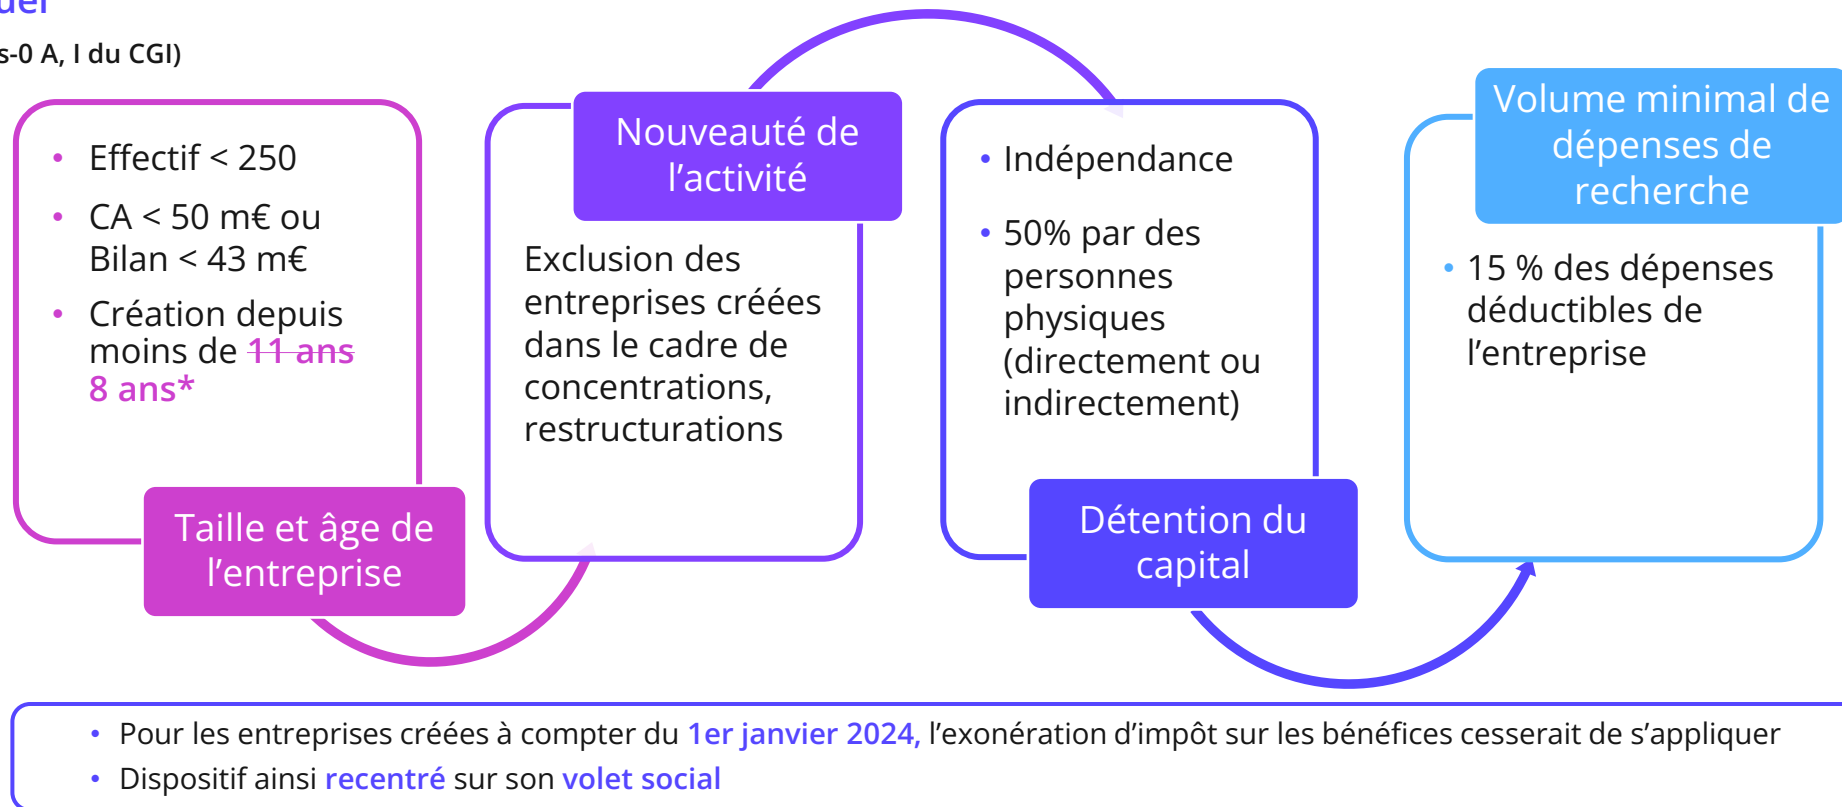 s-0 A, I du CGI)
Effectif < 250
CA < 50 m€ ou
Bilan < 43 m€
Création depuis
moins de 11 ans
8 ans*
Taille et âge de
l’entreprise
Nouveauté de
l’activité
Exclusion des
entreprises créées
dans le cadre de
concentrations,
restructurations
• Indépendance
• 50% par des
personnes
physiques
(directement ou
indirectement)
Détention du
capital
Volume minimal de
dépenses de
recherche
• 15 % des dépenses
déductibles de
l’entreprise
• Pour les entreprises créées à compter du 1er janvier 2024, l’exonération d’impôt sur les bénéfices cesserait de s’appliquer
• Dispositif ainsi recentré sur son volet social